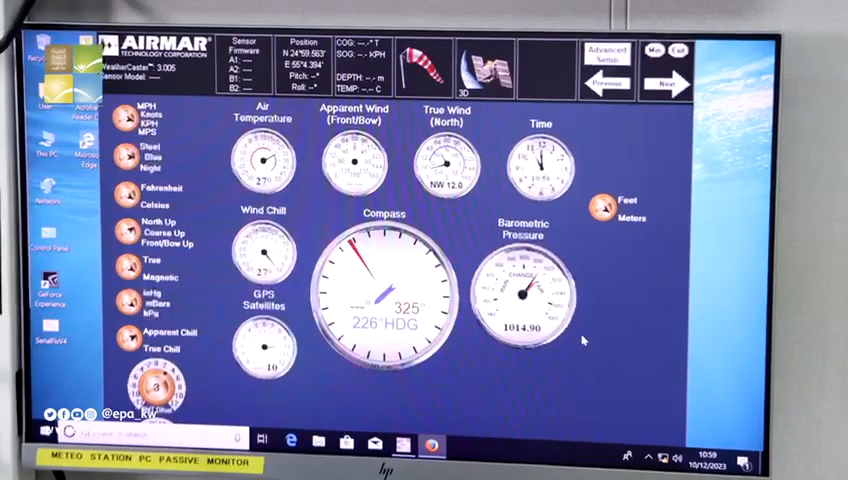 AIRMAR
TECHNOLOGY CORPORATION
WeatherCaster™: 3.005
Sensor Model: ----
Sensor
Firmware
A1: ---
A2: ---
B1: ---
B2: ---
Position
N 24°59.563'
E 55°4.394'
Pitch: --°
Roll: --°
COG: ---.-° T
SOG: --.- KPH
DEPTH: --.- m
TEMP: --.- C
3D
Advanced
Setup
Min
Exit
Previous
Next
MPH
Knots
KPH
MPS
Steel
Blue
Night
Fahrenheit
Celsius
North Up
Course Up
Front/Bow Up
True
Magnetic
inHg
mBars
hPa
Apparent Chill
True Chill
3
Air
Temperature
27°
Apparent Wind
(Front/Bow)
True Wind
(North)
NW 12.0
Time
10:59
Wind Chill
27°
Compass
325°
226°HDG
Barometric
Pressure
CHANGE
RAIN
FAIR
1014.90
GPS
Satellites
10
Feet
Meters
User
This PC
Network
Control Panel
GeForce
Experience
SerialFixV4
Acrobat
Reader D
Microso
Edge
@epa_kw
10:59
10/12/2023
METEO STATION PC PASSIVE MONITOR
hp